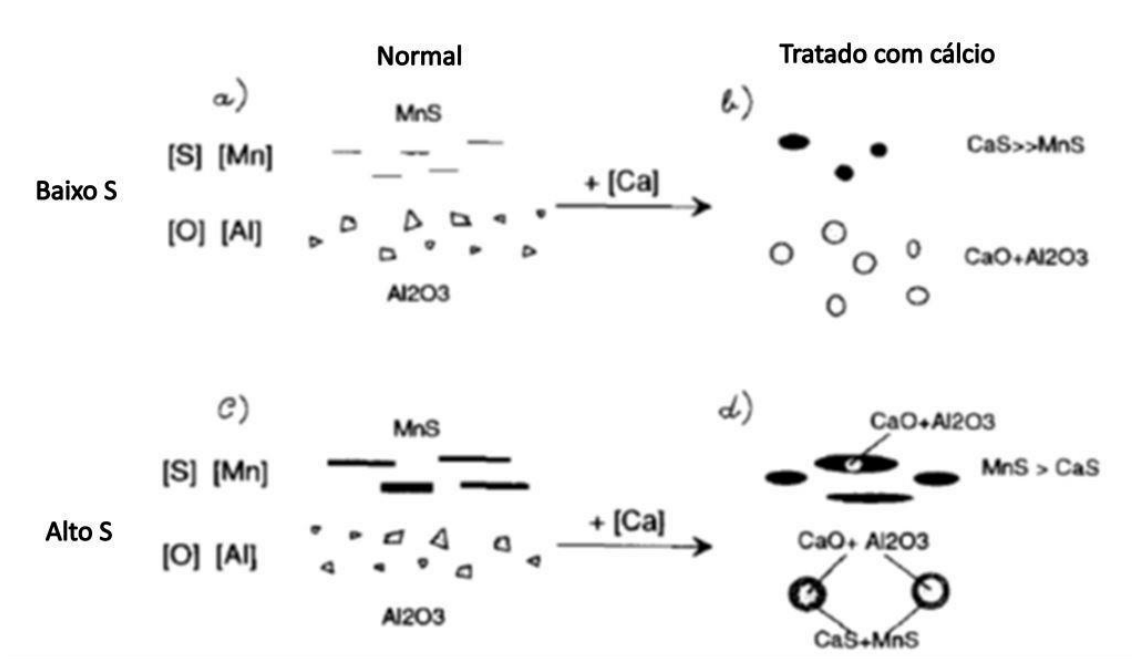 Normal
Tratado com cálcio
a)
b)
MnS
[S] [Mn]
CaS>>MnS
Baixo S
+ [Ca]
[O] [Al]
CaO+Al2O3
Al2O3
c)
d)
CaO+Al2O3
MnS
[S] [Mn]
MnS > CaS
Alto S
+ [Ca]
CaO+ Al2O3
[O] [Al]
Al2O3
CaS+MnS